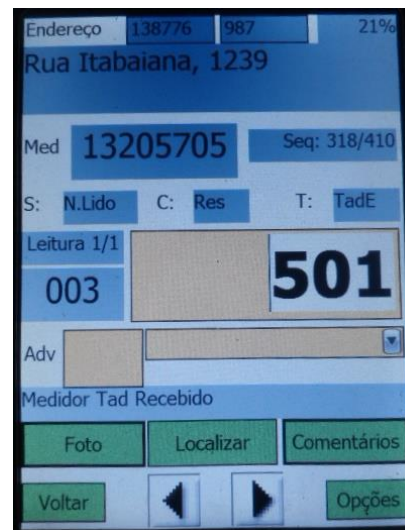 Endereço 138776 987 21%
Rua Itabaiana, 1239
Med 13205705 Seq: 318/410
S: N.Lido C: Res T: TadE
Leitura 1/1
003 501
Adv
Medidor Tad Recebido
Foto Localizar Comentários
Voltar Opções